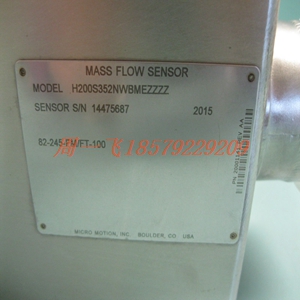 MASS FLOW SENSOR
MODEL H200S352NWBMEZZZZ
SENSOR S/N 14475687 2015
82-245-FM/FT-100
18579229209
MICRO MOTION, INC. BOULDER, CO. USA